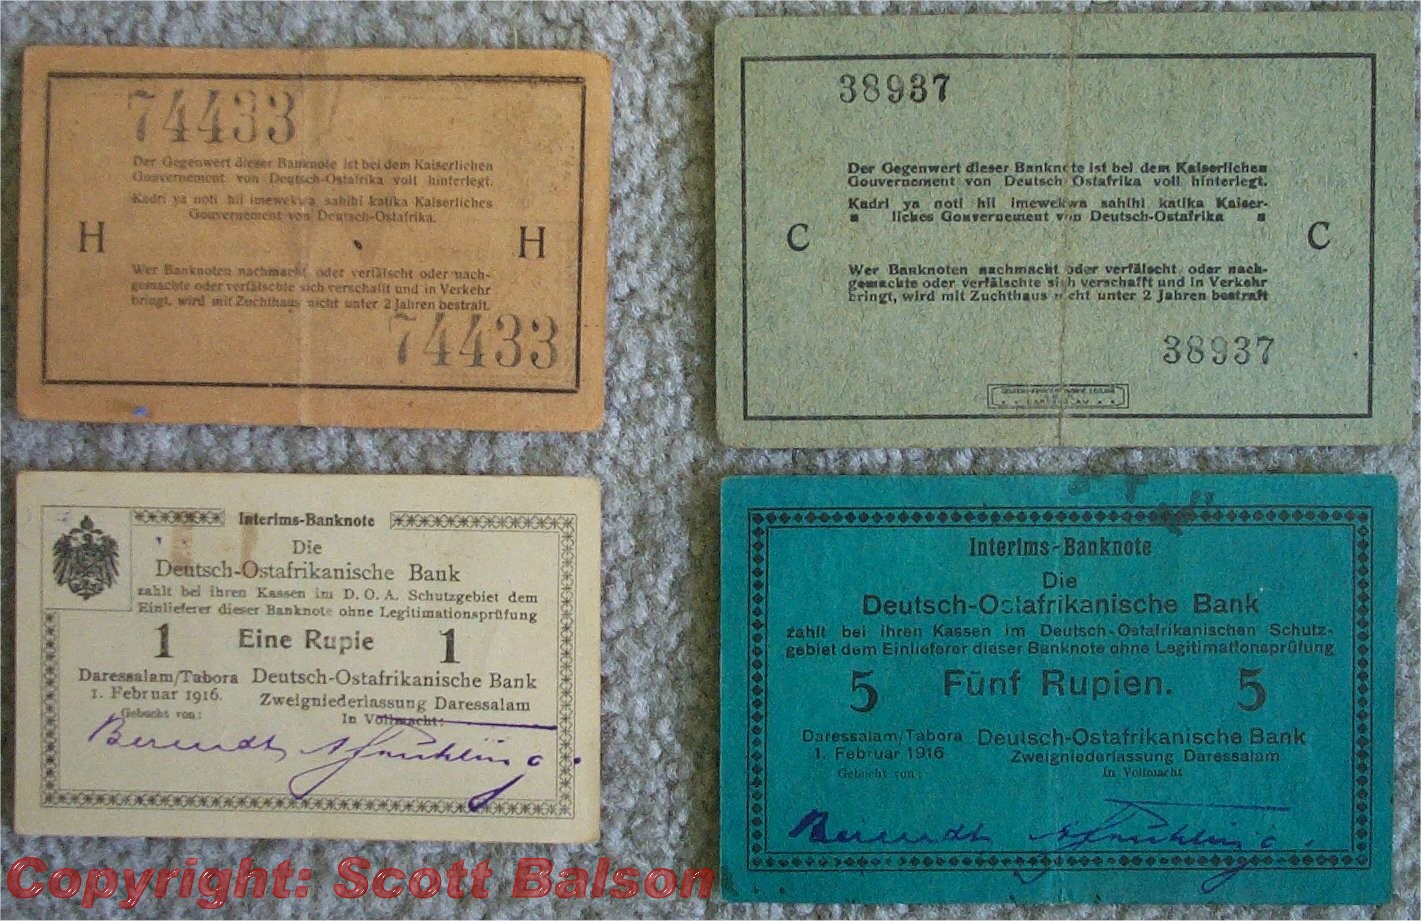 74433
Der Gegenwert dieser Banknote ist bei dem Kaiserlichen
Gouvernement von Deutsch-Ostafrika voll hinterlegt.
Kadri ya noti hii imewekwa sahihi katika Kaiserliches
Gouvernement von Deutsch-Ostafrika.
H H
Wer Banknoten nachmacht oder verfälscht oder nach-
gemachte oder verfälschte sich verschafft und in Verkehr
bringt, wird mit Zuchthaus nicht unter 2 Jahren bestraft.
74433
38937
Der Gegenwert dieser Banknote ist bei dem Kaiserlichen
Gouvernement von Deutsch Ostafrika voll hinterlegt.
Kadri ya noti hii imewekwa sahihi katika Kaiser-
liches Gouvernement von Deutsch-Ostafrika
C C
Wer Banknoten nachmacht oder verfälscht oder nach-
gemachte oder verfälschte sich verschafft und in Verkehr
bringt, wird mit Zuchthaus nicht unter 2 Jahren bestraft
38937
Interims-Banknote
Die
Deutsch-Ostafrikanische Bank
zahlt bei ihren Kassen im D. O. A. Schutzgebiet dem
Einlieferer dieser Banknote ohne Legitimationsprüfung
1 Eine Rupie 1
Daressalam/Tabora Deutsch-Ostafrikanische Bank
1. Februar 1916. Zweigniederlassung Daressalam
Gebucht von: In Vollmacht:
Berendt Frühling
Interims-Banknote
Die
Deutsch-Ostafrikanische Bank
zahlt bei ihren Kassen im Deutsch-Ostafrikanischen Schutz-
gebiet dem Einlieferer dieser Banknote ohne Legitimationsprüfung
5 Fünf Rupien. 5
Daressalam/Tabora Deutsch-Ostafrikanische Bank
1. Februar 1916 Zweigniederlassung Daressalam
Gebucht von: In Vollmacht
Berendt Frühling
Copyright: Scott Balson